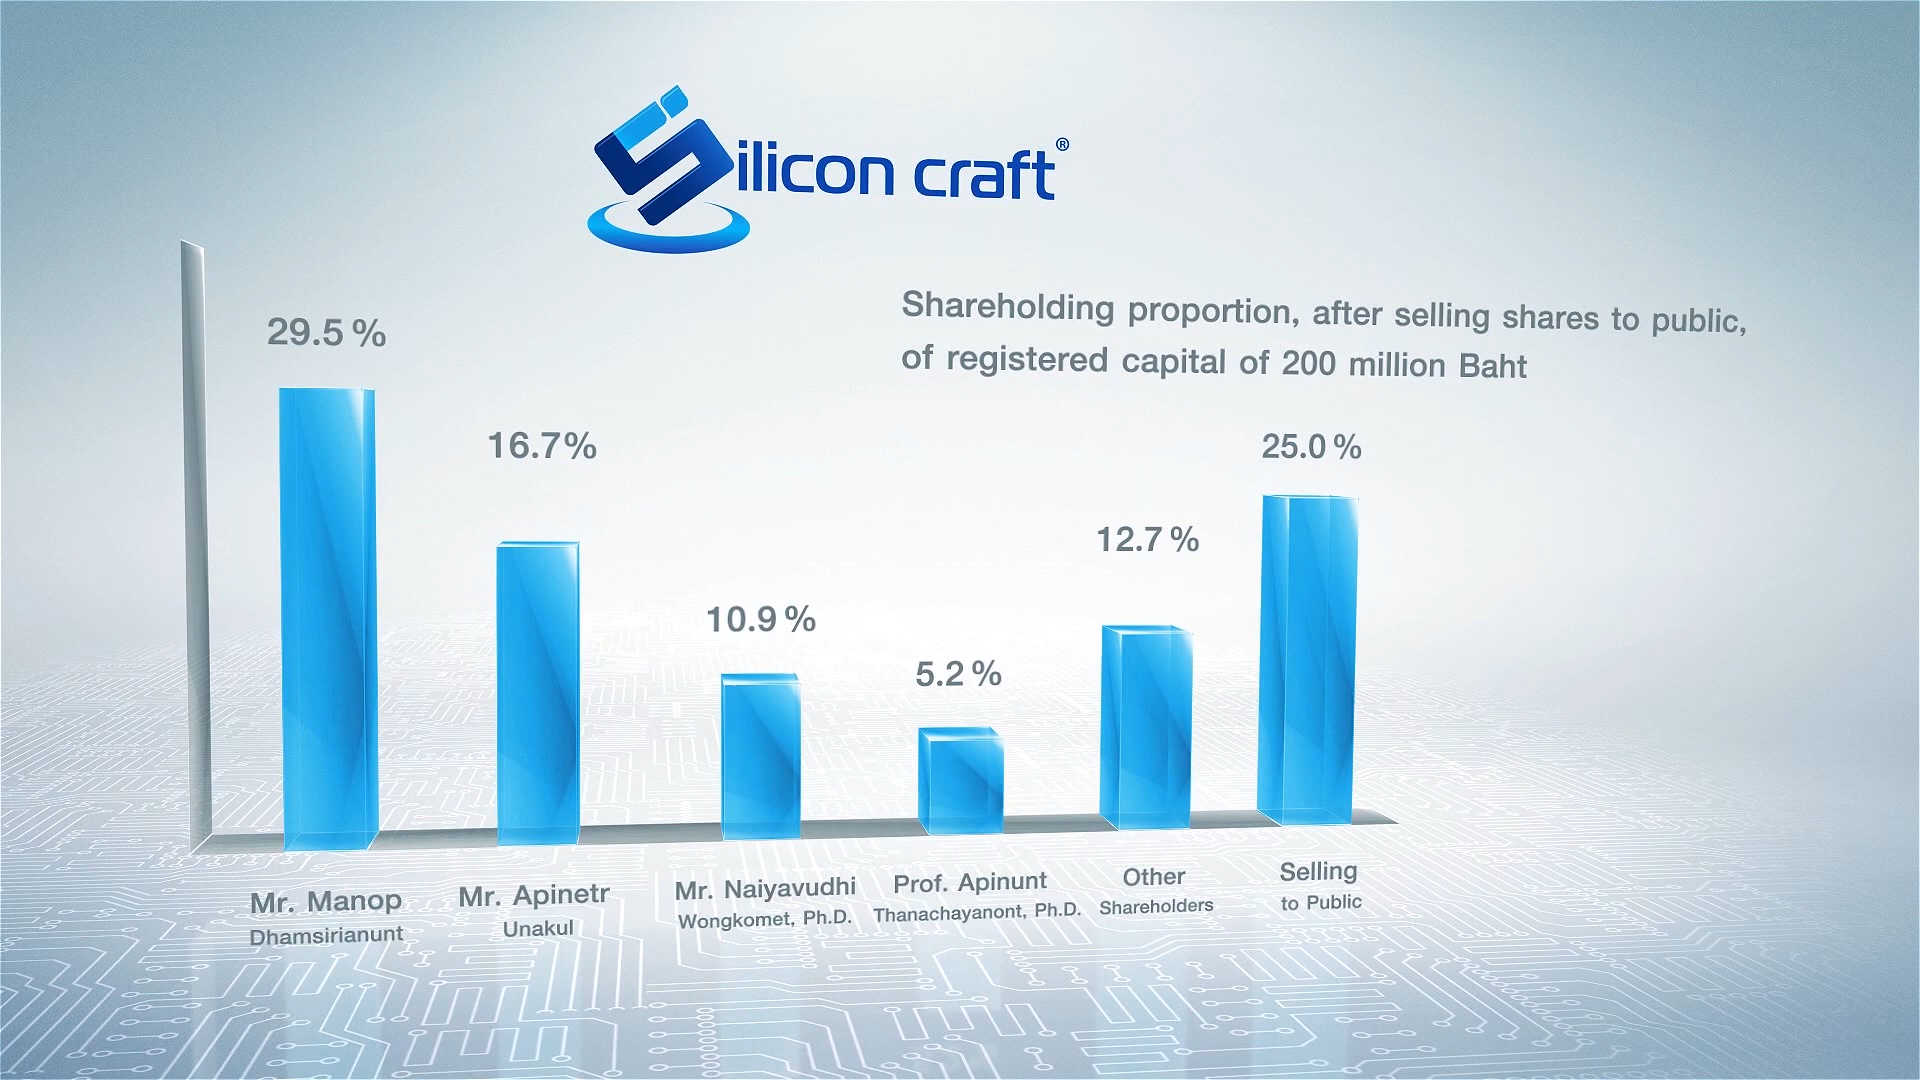 Silicon craft®
Shareholding proportion, after selling shares to public,
of registered capital of 200 million Baht
29.5 %
16.7%
10.9 %
5.2 %
12.7 %
25.0 %
Mr. Manop
Dhamsirianunt
Mr. Apinetr
Unakul
Mr. Naiyavudhi
Wongkomet, Ph.D.
Prof. Apinunt
Thanachayanont, Ph.D.
Other
Shareholders
Selling
to Public